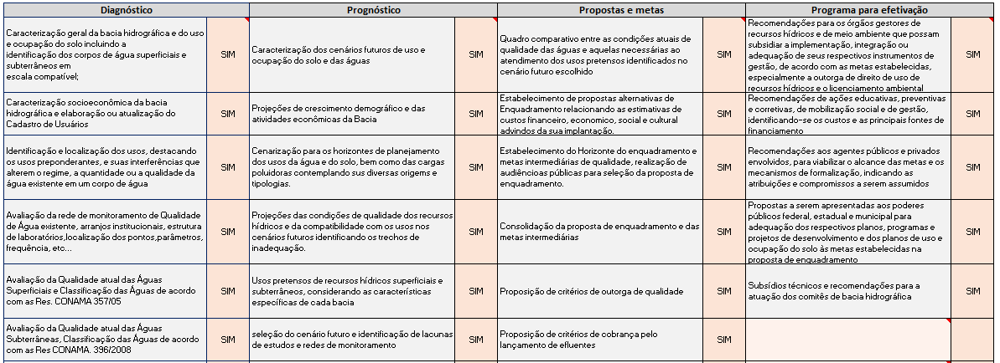 Diagnóstico
Prognóstico
Propostas e metas
Programa para efetivação
Caracterização geral da bacia hidrográfica e do uso
e ocupação do solo incluindo a
identificação dos corpos de água superficiais e
subterrâneos em
escala compatível;
SIM
Caracterização dos cenários futuros de uso e
ocupação do solo e das águas
SIM
Quadro comparativo entre as condições atuais de
qualidade das águas e aquelas necessárias ao
atendimento dos usos pretensos identificados no
cenário futuro escolhido
SIM
Recomendações para os órgãos gestores de
recursos hídricos e de meio ambiente que possam
subsidiar a implementação, integração ou
adequação de seus respectivos instrumentos de
gestão, de acordo com as metas estabelecidas,
especialmente a outorga de direito de uso de
recursos hídricos e o licenciamento ambiental
SIM
Caracterização socioeconômica da bacia
hidrográfica e elaboração ou atualização do
Cadastro de Usuários
SIM
Projeções de crescimento demográfico e das
atividades econômicas da Bacia
SIM
Estabelecimento de propostas alternativas de
Enquadramento relacionando as estimativas de
custos financeiro, economico, social e cultural
advindos da sua implantação.
SIM
Recomendações de ações educativas, preventivas
e corretivas, de mobilização social e de gestão,
identificando-se os custos e as principais fontes de
financiamento
SIM
Identificação e localização dos usos, destacando
os usos preponderantes, e suas interferências que
alterem o regime, a quantidade ou a qualidade da
água existente em um corpo de água
SIM
Cenarização para os horizontes de planejamento
dos usos da água e do solo, bem como das cargas
poluidoras contemplando sus diversas origems e
tipologias.
SIM
Estabelecimento do Horizonte do enquadramento e
metas intermediárias de qualidade, realização de
audiênciaoas públicas para seleção da proposta de
enquadramento.
SIM
Recomendações aos agentes públicos e privados
envolvidos, para viabilizar o alcance das metas e os
mecanismos de formalização, indicando as
atribuições e compromissos a serem assumidos
SIM
Avaliação da rede de monitoramento de Qualidade
de Água existente, arranjos institucionais, estrutura
de laboratórios,localização dos pontos,parâmetros,
frequência, etc...
SIM
Projeções das condições de qualidade dos recursos
hídricos e da compatibilidade com os usos nos
cenários futuros identificando os trechos de
inadequação.
SIM
Consolidação da proposta de enquadramento e das
metas intermediárias
SIM
Propostas a serem apresentadas aos poderes
públicos federal, estadual e municipal para
adequação dos respectivos planos, programas e
projetos de desenvolvimento e dos planos de uso e
ocupação do solo às metas estabelecidas na
proposta de enquadramento
SIM
Avaliação da Qualidade atual das Águas
Superficiais e Classificação das Águas de acordo
com as Res. CONAMA 357/05
SIM
Usos pretensos de recursos hídricos superficiais e
subterrâneos, considerando as características
específicas de cada bacia
SIM
Proposição de critérios de outorga de qualidade
SIM
Subsídios técnicos e recomendações para a
atuação dos comitês de bacia hidrográfica
SIM
Avaliação da Qualidade atual das Águas
Subterrâneas, Classificação das Águas de acordo
com as Res CONAMA. 396/2008
SIM
seleção do cenário futuro e identificação de lacunas
de estudos e redes de monitoramento
SIM
Proposição de critérios de cobrança pelo
lançamento de efluentes
SIM